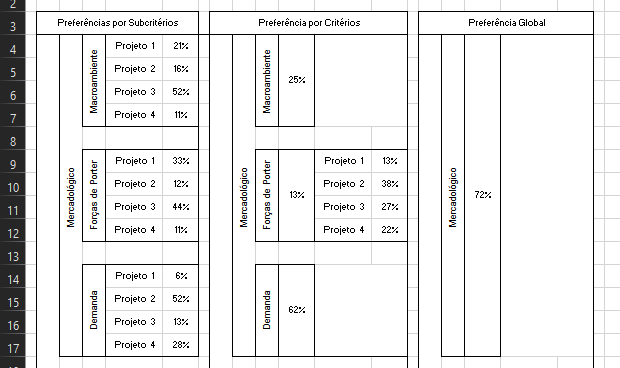 2
3 Preferências por Subcritérios Preferência por Critérios Preferência Global
4 Projeto 1 21%
5 Projeto 2 16%
6 Projeto 3 52%
7 Projeto 4 11%
Macroambiente
Macroambiente 25%
8
9 Projeto 1 33% Projeto 1 13%
10 Projeto 2 12% Projeto 2 38%
11 Projeto 3 44% Projeto 3 27%
12 Projeto 4 11% Projeto 4 22%
Mercadológico Forças de Porter
Mercadológico Forças de Porter 13%
Mercadológico 72%
13
14 Projeto 1 6%
15 Projeto 2 52%
16 Projeto 3 13%
17 Projeto 4 28%
Demanda
Demanda 62%